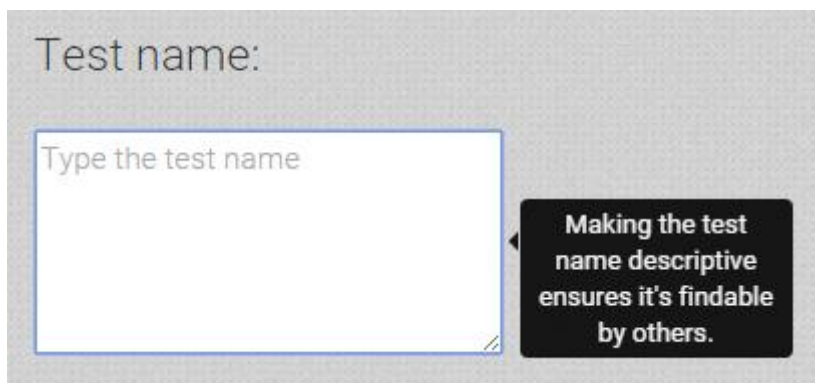 Test name:
Type the test name
Making the test
name descriptive
ensures it's findable
by others.